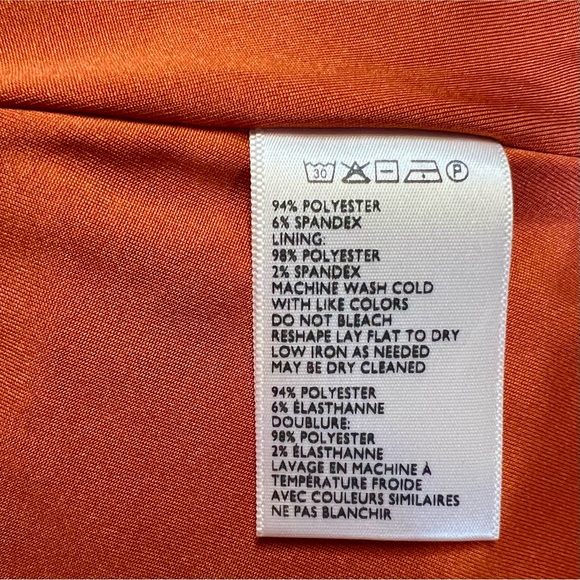 30 P
94% POLYESTER
6% SPANDEX
LINING:
98% POLYESTER
2% SPANDEX
MACHINE WASH COLD
WITH LIKE COLORS
DO NOT BLEACH
RESHAPE LAY FLAT TO DRY
LOW IRON AS NEEDED
MAY BE DRY CLEANED
94% POLYESTER
6% ÉLASTHANNE
DOUBLURE:
98% POLYESTER
2% ÉLASTHANNE
LAVAGE EN MACHINE À
TEMPÉRATURE FROIDE
AVEC COULEURS SIMILAIRES
NE PAS BLANCHIR